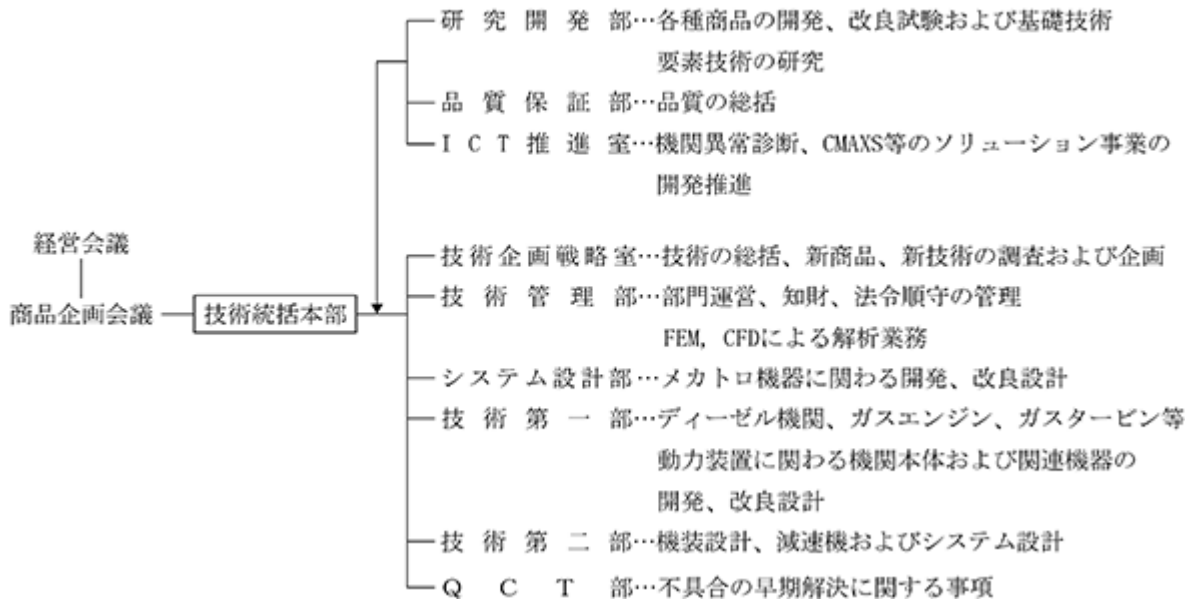 研究開発部…各種商品の開発、改良試験および基礎技術
要素技術の研究
品質保証部…品質の総括
ICT推進室…機関異常診断、CMAXS等のソリューション事業の
開発推進
経営会議
商品企画会議
技術統括本部
技術企画戦略室…技術の総括、新商品、新技術の調査および企画
技術管理部…部門運営、知財、法令順守の管理
FEM, CFDによる解析業務
システム設計部…メカトロ機器に関わる開発、改良設計
技術第一部…ディーゼル機関、ガスエンジン、ガスタービン等
動力装置に関わる機関本体および関連機器の
開発、改良設計
技術第二部…機装設計、減速機およびシステム設計
QCT部…不具合の早期解決に関する事項